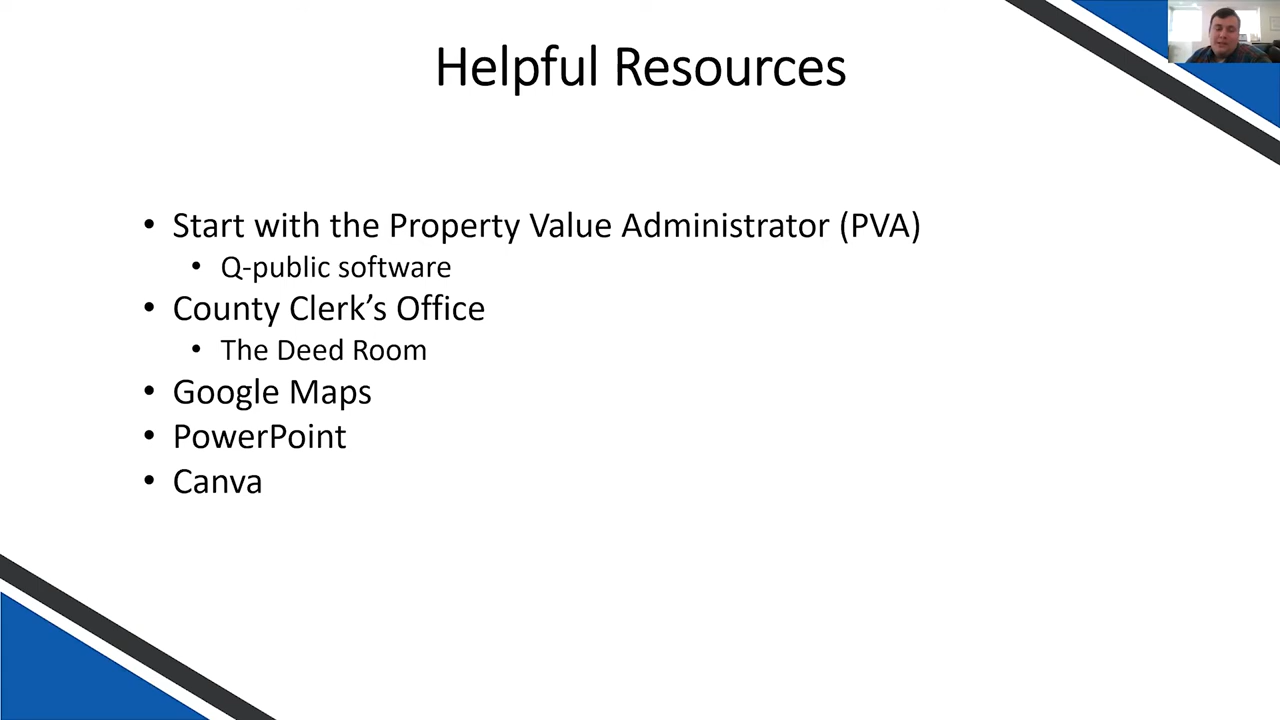 Helpful Resources
• Start with the Property Value Administrator (PVA)
• Q-public software
• County Clerk’s Office
• The Deed Room
• Google Maps
• PowerPoint
• Canva